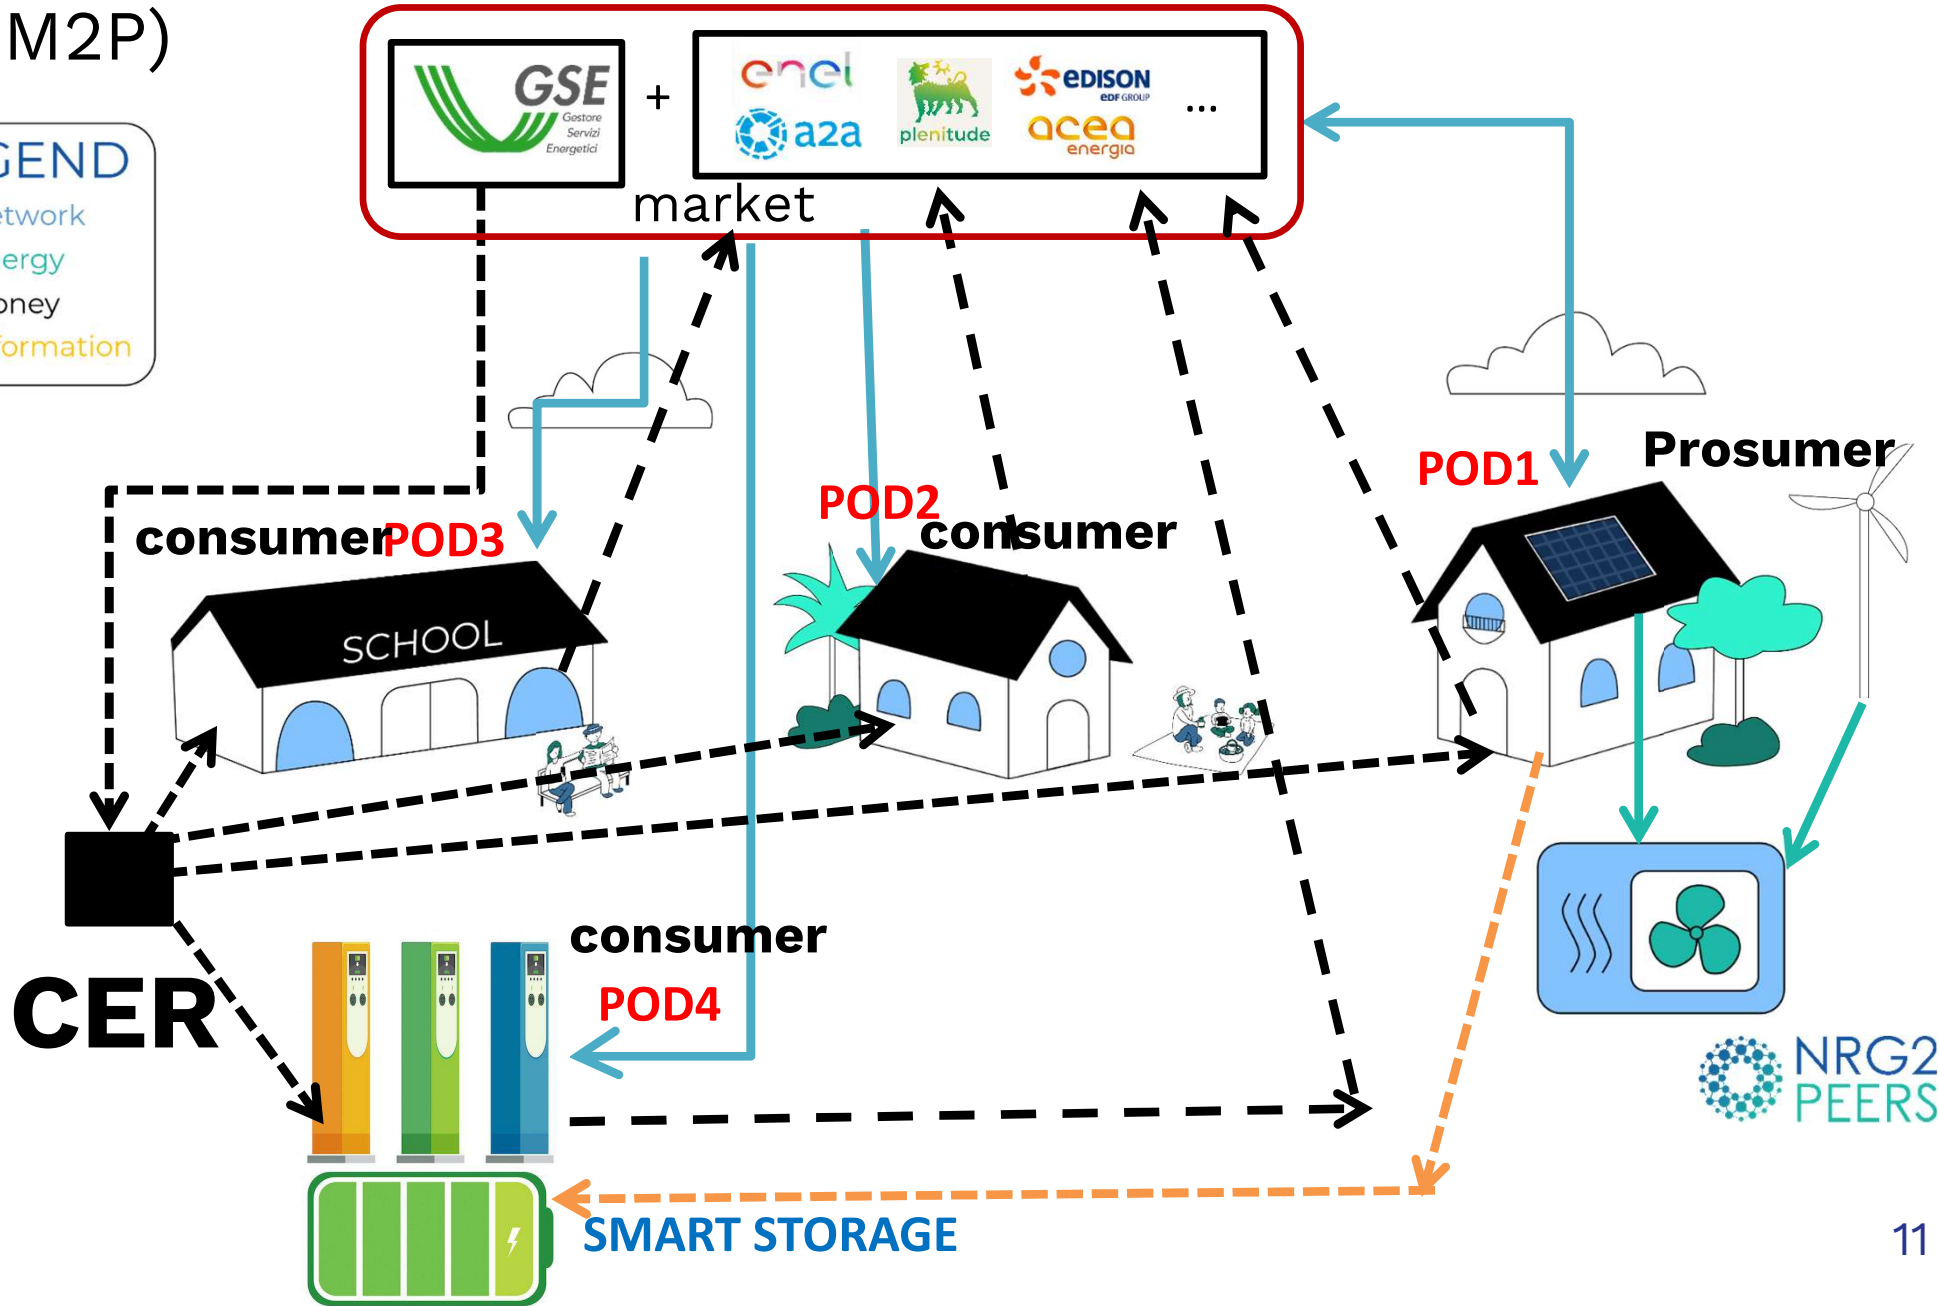 M2P)
GSE
Gestore
Servizi
Energetici
+
enel
a2a
plenitude
EDISON
EDF GROUP
acea
energia
...
market
GEND
twork
ergy
oney
formation
POD1
Prosumer
POD2
consumer
consumer
POD3
SCHOOL
CER
consumer
POD4
SMART STORAGE
NRG2
PEERS
11